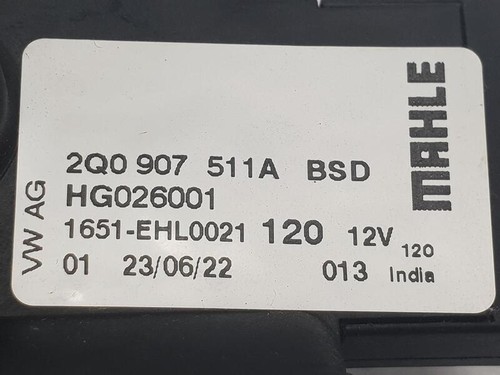 VW AG
2Q0 907 511A BSD
HG026001
1651-EHL0021 120 12V 120
01 23/06/22 013 India
MAHLE